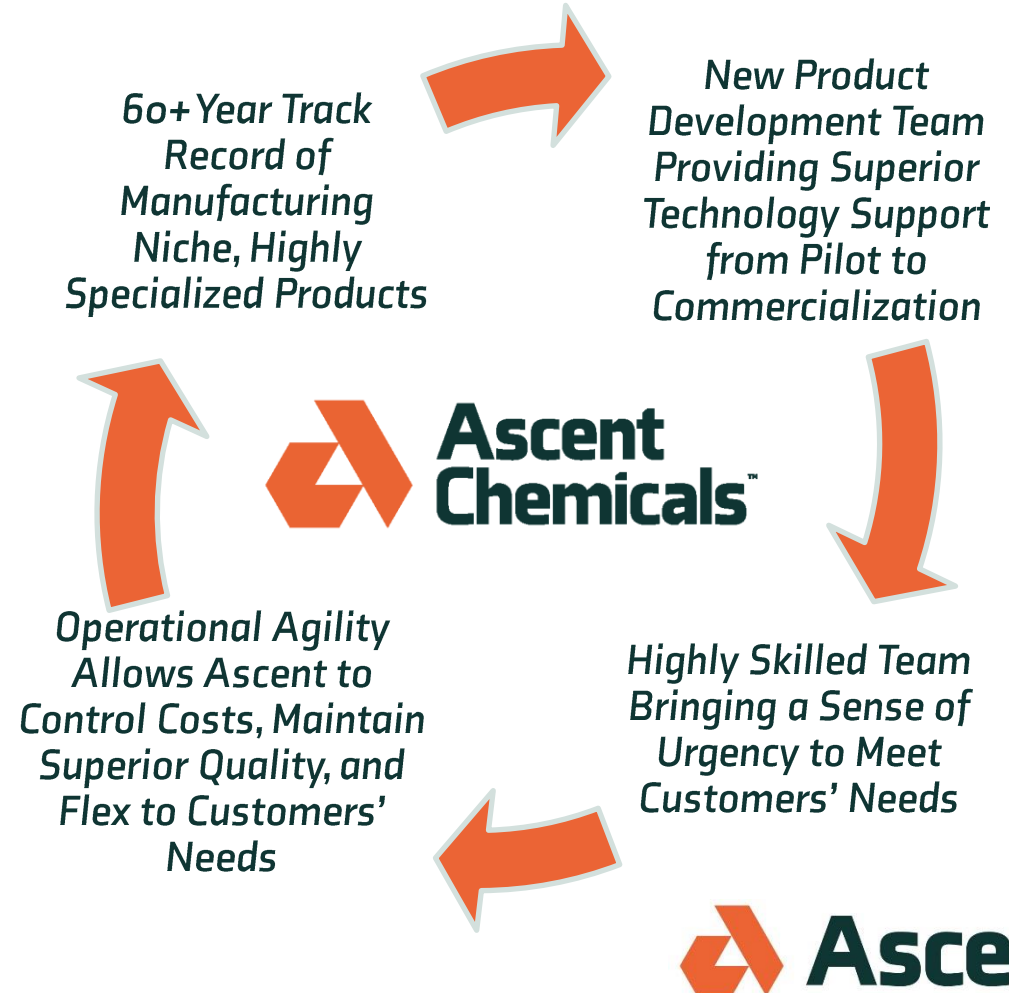 60+ Year Track
Record of
Manufacturing
Niche, Highly
Specialized Products
New Product
Development Team
Providing Superior
Technology Support
from Pilot to
Commercialization
Ascent
Chemicals™
Operational Agility
Allows Ascent to
Control Costs, Maintain
Superior Quality, and
Flex to Customers’
Needs
Highly Skilled Team
Bringing a Sense of
Urgency to Meet
Customers’ Needs
Asce